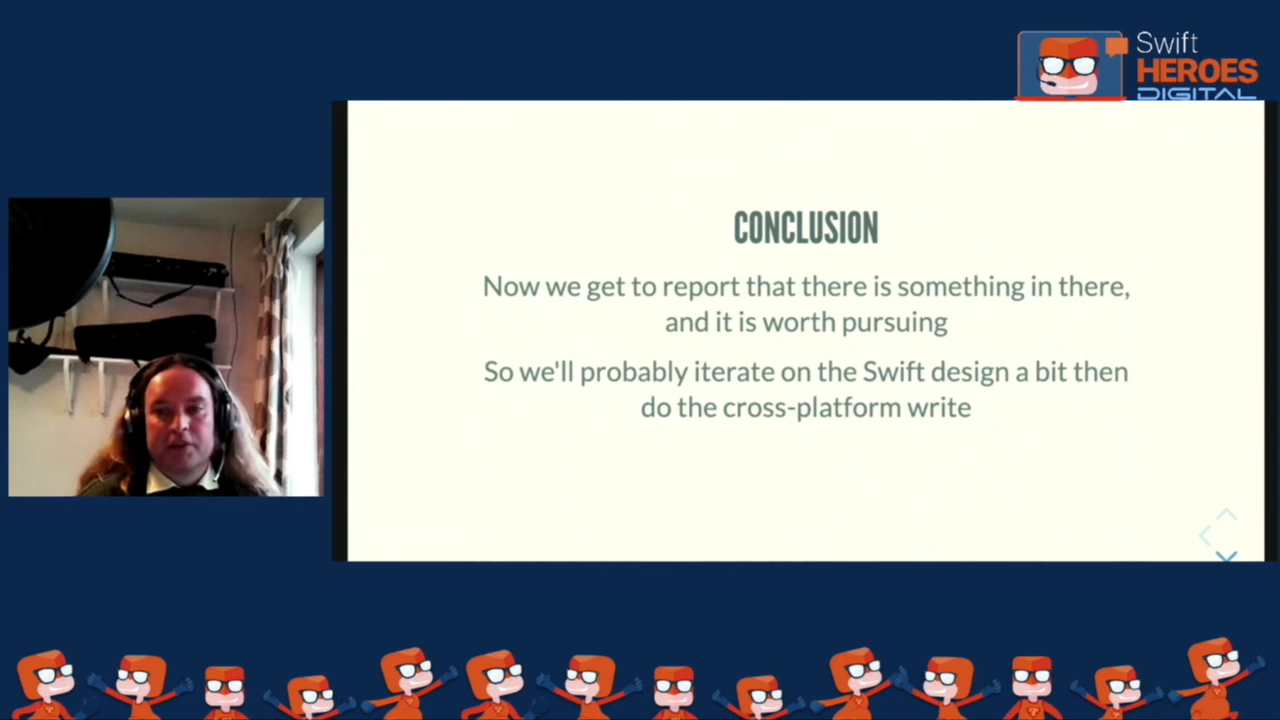 Swift
HEROES
DIGITAL
CONCLUSION
Now we get to report that there is something in there,
and it is worth pursuing
So we'll probably iterate on the Swift design a bit then
do the cross-platform write